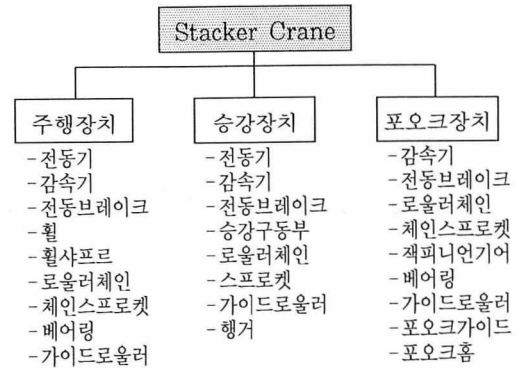 Stacker Crane
주행장치
-전동기
-감속기
-전동브레이크
-휠
-휠샤프르
-로울러체인
-체인스프로켓
-베어링
-가이드로울러
승강장치
-전동기
-감속기
-전동브레이크
-승강구동부
-로울러체인
-스프로켓
-가이드로울러
-행거
포오크장치
-감속기
-전동브레이크
-로울러체인
-체인스프로켓
-잭피니언기어
-베어링
-가이드로울러
-포오크가이드
-포오크홈